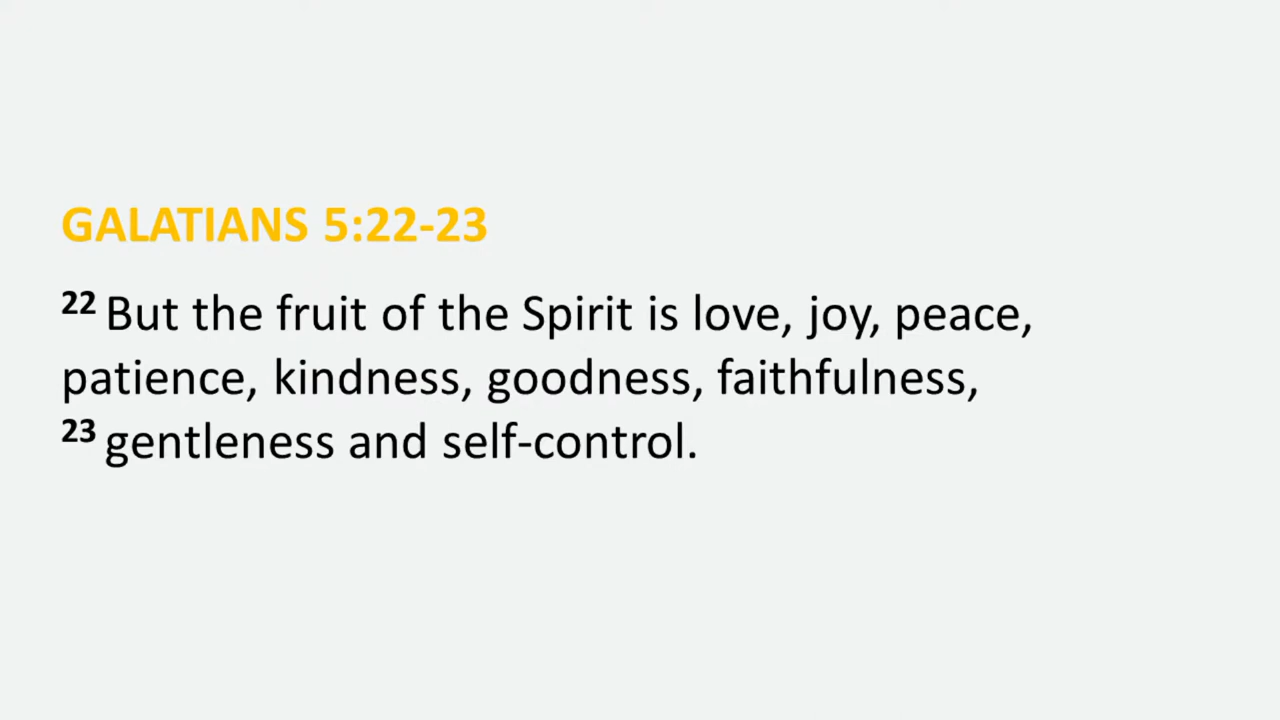 GALATIANS 5:22-23
22 But the fruit of the Spirit is love, joy, peace,
patience, kindness, goodness, faithfulness,
23 gentleness and self-control.